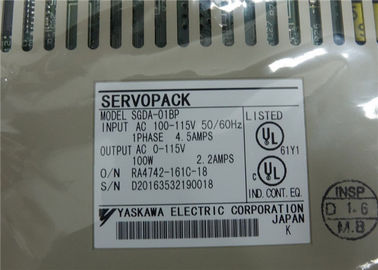 SERVOPACK
MODEL SGDA-01BP
INPUT AC 100-115V 50/60Hz
1PHASE 4.5AMPS
OUTPUT AC 0-115V
100W 2.2AMPS
O/N RA4742-161C-18
S/N D20163532190018
YASKAWA ELECTRIC CORPORATION
JAPAN
K
LISTED
UL
61Y1
C
IND. CONT. EQ.
INSP
D 1.6
M.B